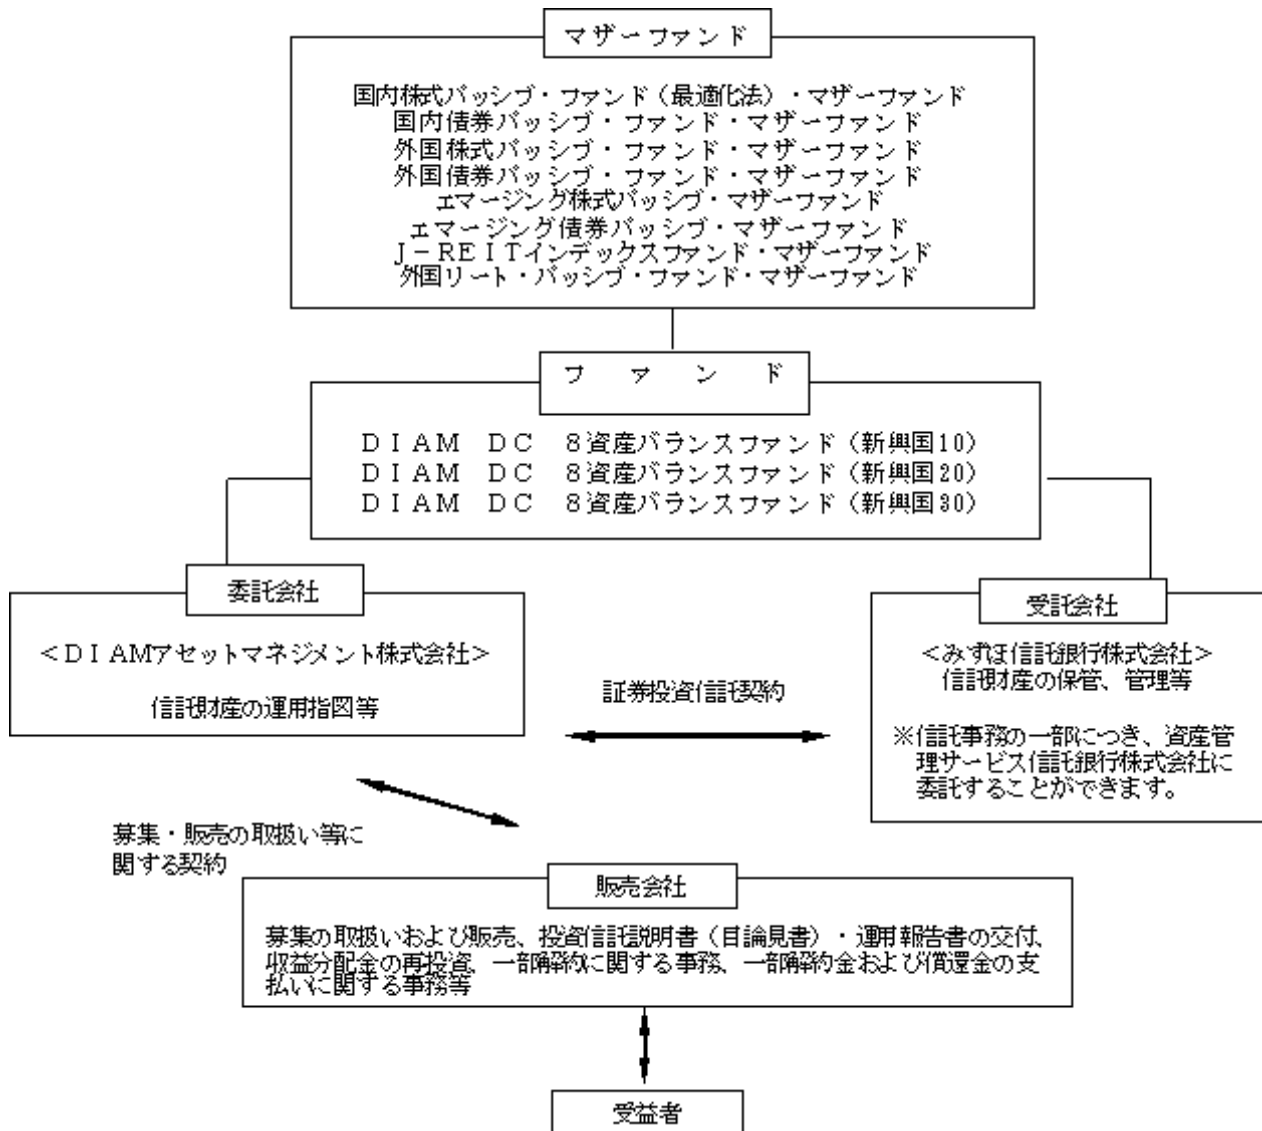 マザーファンド
国内株式パッシブ・ファンド（最適化法）・マザーファンド
国内債券パッシブ・ファンド・マザーファンド
外国株式パッシブ・ファンド・マザーファンド
外国債券パッシブ・ファンド・マザーファンド
エマージング株式パッシブ・マザーファンド
エマージング債券パッシブ・マザーファンド
Ｊ－ＲＥＩＴインデックスファンド・マザーファンド
外国リート・パッシブ・ファンド・マザーファンド
フ　ァ　ン　ド
ＤＩＡＭ　ＤＣ　８資産バランスファンド（新興国10）
ＤＩＡＭ　ＤＣ　８資産バランスファンド（新興国20）
ＤＩＡＭ　ＤＣ　８資産バランスファンド（新興国30）
委託会社
＜ＤＩＡＭアセットマネジメント株式会社＞
信託財産の運用指図等
証券投資信託契約
受託会社
＜みずほ信託銀行株式会社＞
信託財産の保管、管理等
※信託事務の一部につき、資産管
理サービス信託銀行株式会社に
委託することができます。
募集・販売の取扱い等に
関する契約
販売会社
募集の取扱いおよび販売、投資信託説明書（目論見書）・運用報告書の交付、
収益分配金の再投資、一部解約に関する事務、一部解約金および償還金の支
払いに関する事務等
受益者